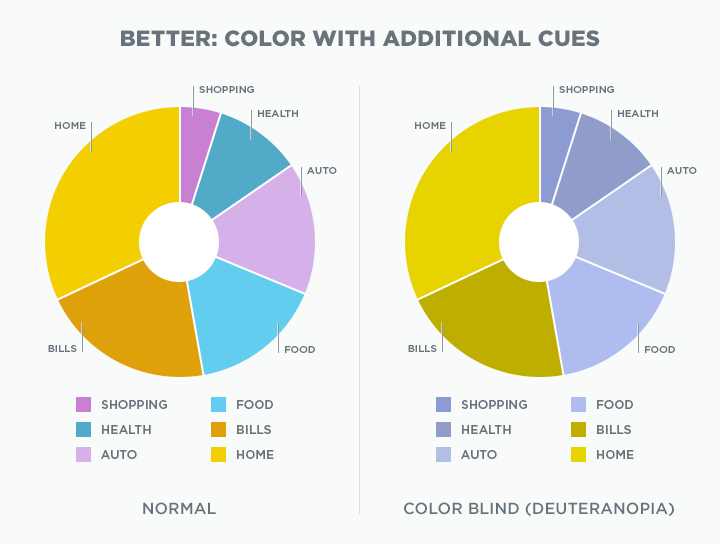 BETTER: COLOR WITH ADDITIONAL CUES
SHOPPING
HEALTH
HOME
AUTO
BILLS
FOOD
SHOPPING FOOD
HEALTH BILLS
AUTO HOME
NORMAL
SHOPPING
HEALTH
HOME
AUTO
BILLS
FOOD
SHOPPING FOOD
HEALTH BILLS
AUTO HOME
COLOR BLIND (DEUTERANOPIA)